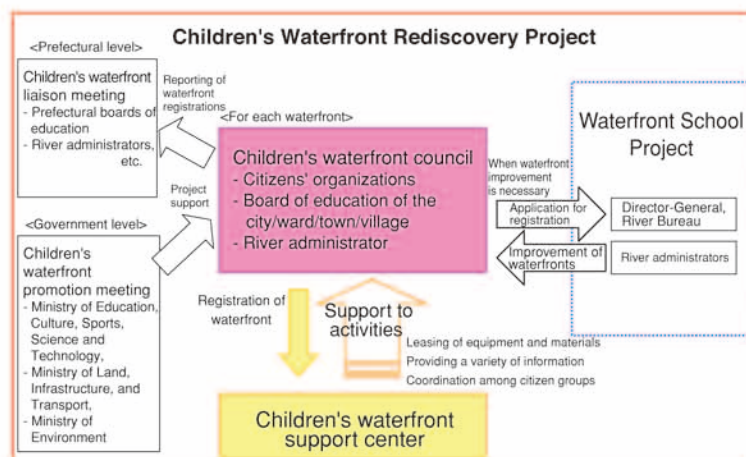 Children's Waterfront Rediscovery Project
<Prefectural level>
Children's waterfront
liaison meeting
- Prefectural boards of
education
- River administrators,
etc.
Reporting of
waterfront
registrations
<For each waterfront>
Children's waterfront council
- Citizens' organizations
- Board of education of the
city/ward/town/village
- River administrator
Project
support
<Government level>
Children's
waterfront
promotion meeting
- Ministry of Education,
Culture, Sports,
Science and
Technology,
- Ministry of Land,
Infrastructure, and
Transport,
- Ministry of
Environment
When waterfront
improvement
is necessary
Application for
registration
Improvement of
waterfronts
Waterfront School
Project
Director-General,
River Bureau
River administrators
Registration of
waterfront
Support to
activities
Leasing of equipment and materials
Providing a variety of information
Coordination among citizen groups
Children's waterfront
support center